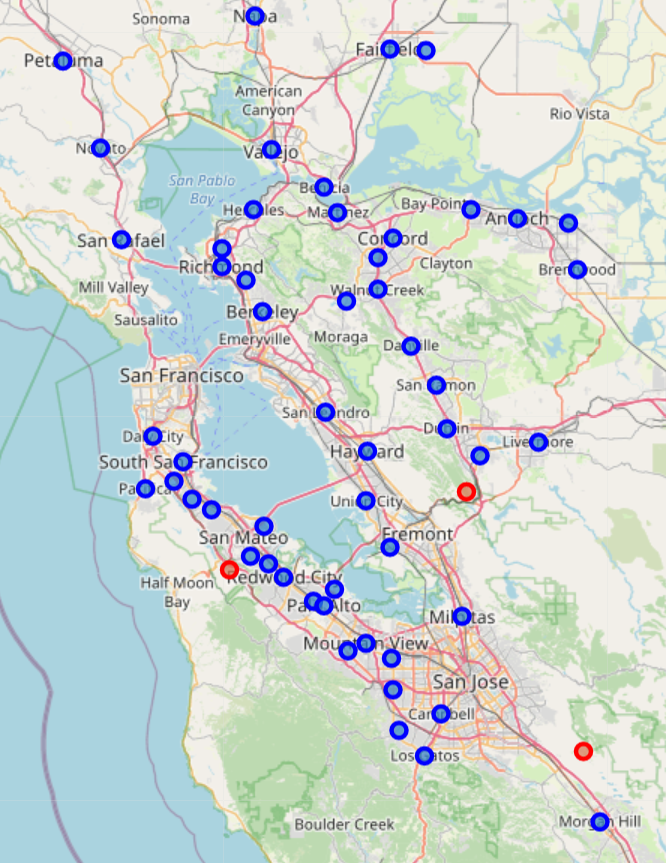 Sonoma
Napa
Petaluma
Fairfield
American
Canyon
Rio Vista
Novato
Vallejo
San Pablo
Bay
Benicia
Hercules
Martinez
Bay Point
Antioch
San Rafael
Concord
Richmond
Clayton
Brentwood
Mill Valley
Walnut Creek
Sausalito
Berkeley
Emeryville
Moraga
Danville
San Francisco
San Ramon
San Leandro
Daly City
Dublin
Livermore
Hayward
South San Francisco
Pacifica
Union City
San Mateo
Fremont
Half Moon
Bay
Redwood City
Palo Alto
Milpitas
Mountain View
San Jose
Campbell
Los Gatos
Boulder Creek
Morgan Hill